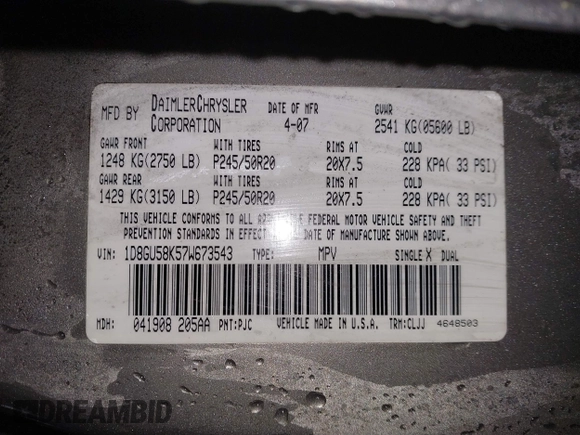 MFD BY DAIMLERCHRYSLER CORPORATION DATE OF MFR 4-07 GVWR 2541 KG(05600 LB)
GAWR FRONT WITH TIRES RIMS AT COLD
1248 KG(2750 LB) P245/50R20 20X7.5 228 KPA( 33 PSI)
GAWR REAR WITH TIRES RIMS AT COLD
1429 KG(3150 LB) P245/50R20 20X7.5 228 KPA( 33 PSI)
THIS VEHICLE CONFORMS TO ALL FEDERAL MOTOR VEHICLE SAFETY AND THEFT
PREVENTION STANDARDS IN EFFECT DATE OF MANUFACTURE SHOWN ABOVE.
VIN: 1D8GU58K57W673543 TYPE: MPV SINGLE X DUAL
MDH: 041908 205AA PNT:PJC VEHICLE MADE IN U.S.A. TRM:CLJJ 4648503
DREAMBID